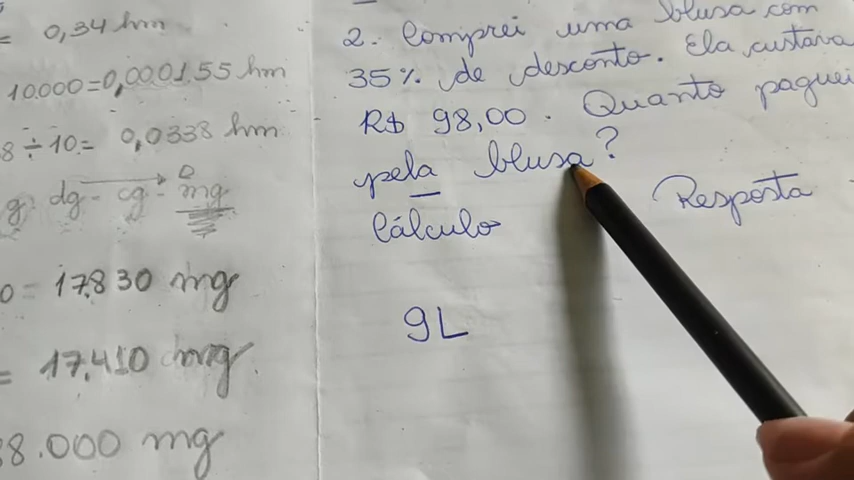 = 0,34 hm
10.000=0,000155 hm
8÷10= 0,0338 hm
g. dg - cg - mg
0 = 17.830 mg
= 17.410 mg
38.000 mg
2. Comprei uma blusa com
35% de desconto. Ela custava
R$ 98,00. Quanto paguei
pela blusa?
Cálculo
Resposta
9L